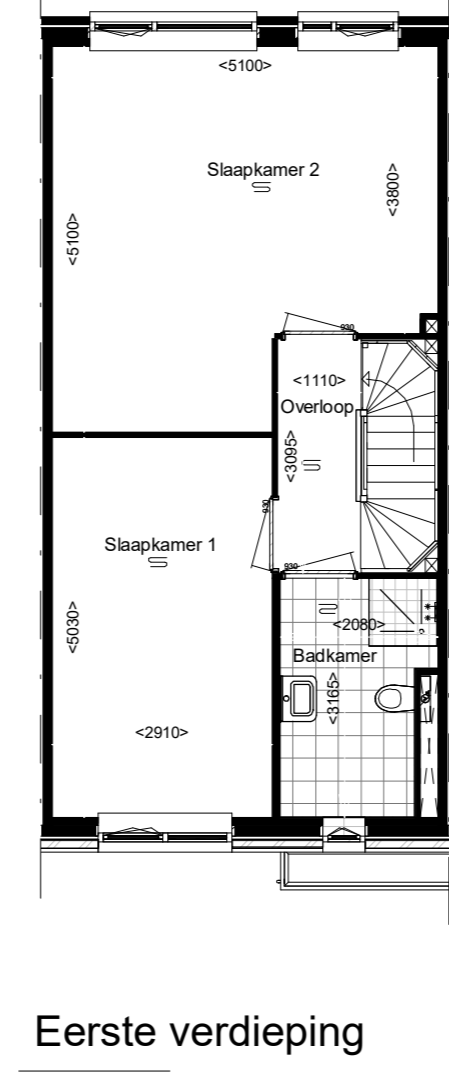 <5100>
Slaapkamer 2
<3800>
<5100>
930
<1110>
Overloop
<3095>
930
Slaapkamer 1
930
<5030>
<2080>
Badkamer
<3165>
<2910>
Eerste verdieping